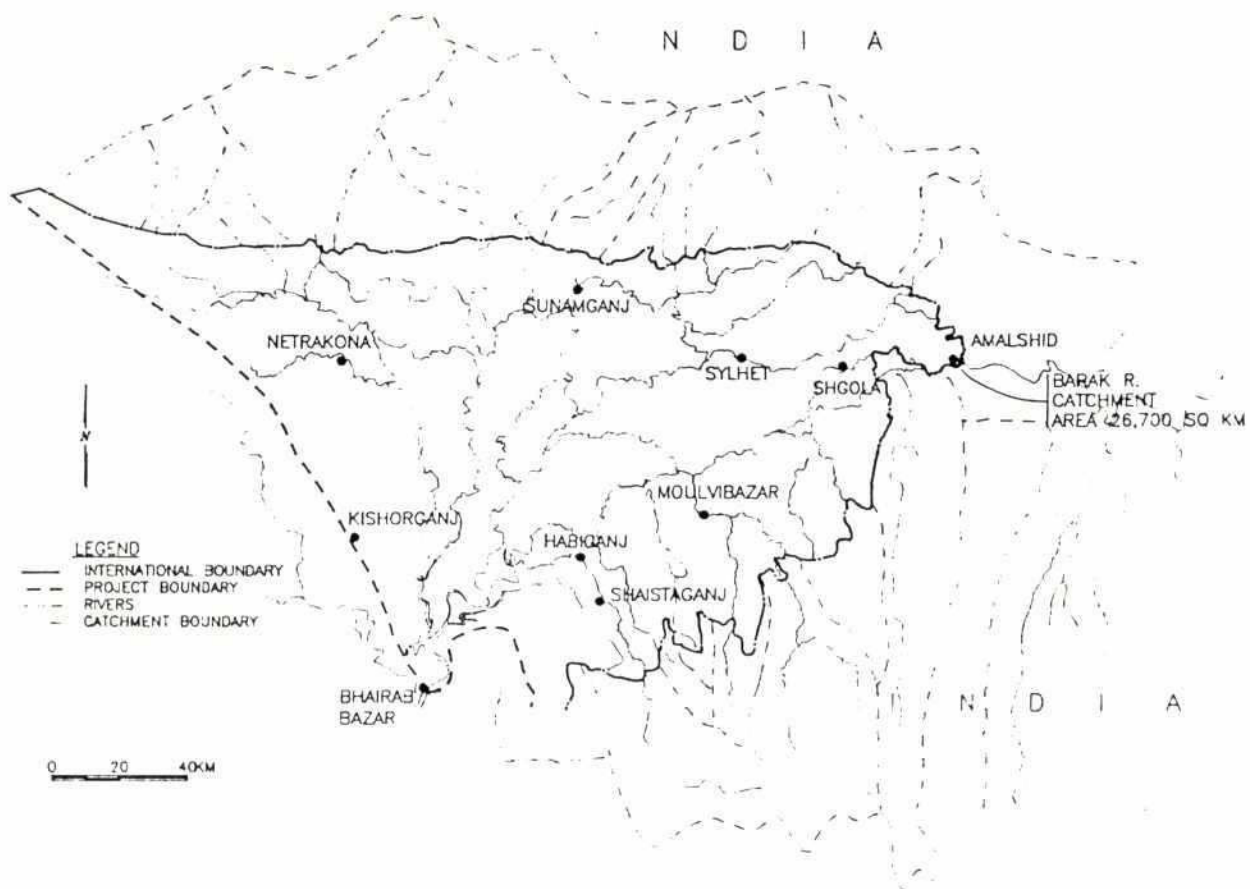 N D I A
SUNAMGANJ
NETRAKONA
AMALSHID
SYLHET
SHGOLA
BARAK R.
CATCHMENT
AREA 26,700 SQ KM
N
MOULVIBAZAR
KISHORGANJ
HABIGANJ
LEGEND
INTERNATIONAL BOUNDARY
PROJECT BOUNDARY
RIVERS
CATCHMENT BOUNDARY
SHAISTAGANJ
BHAIRAB
BAZAR
I N D I A
0 20 40KM